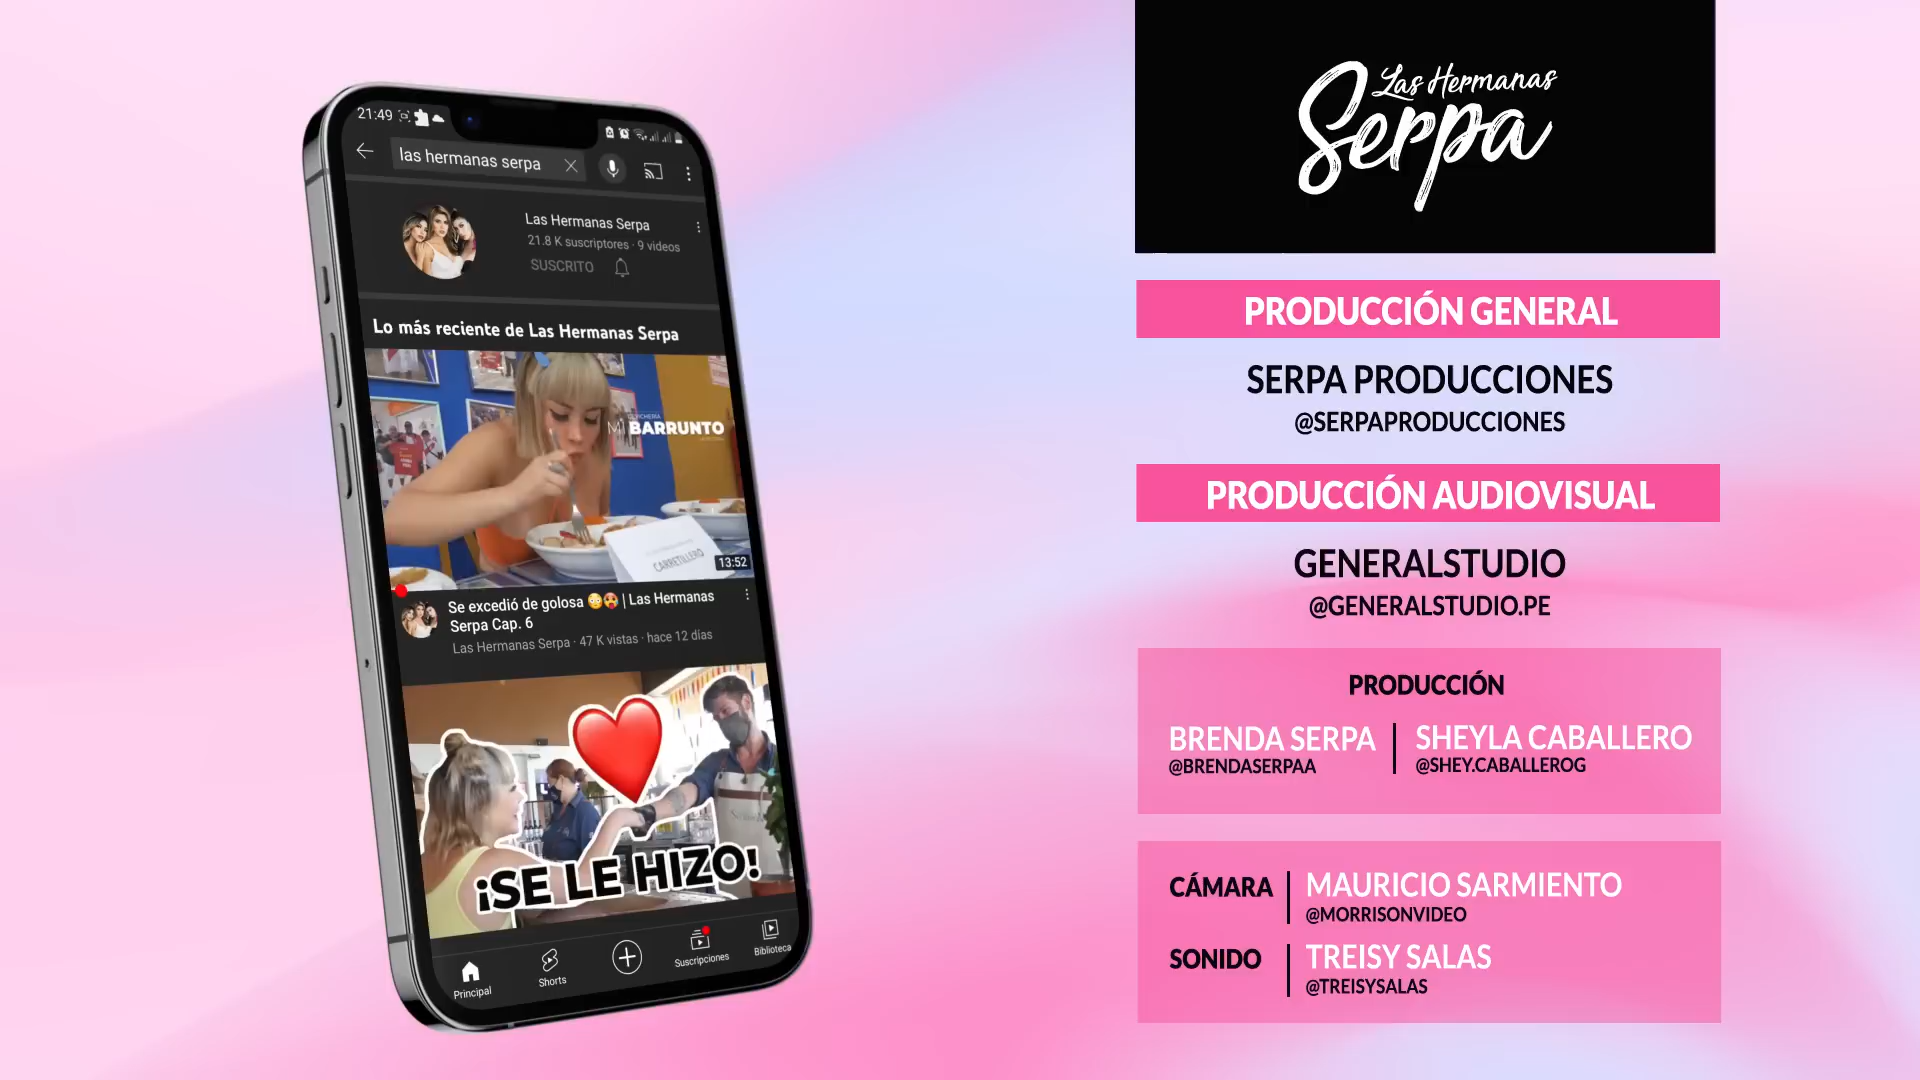 21:49
las hermanas serpa
Las Hermanas Serpa
21.8 K suscriptores · 9 videos
SUSCRITO
Lo más reciente de Las Hermanas Serpa
MI BARRUNTO
CARRETILLERO
13:52
Se excedió de golosa 😳🥵 | Las Hermanas
Serpa Cap. 6
Las Hermanas Serpa · 47 K vistas · hace 12 días
¡SE LE HIZO!
Principal
Shorts
Suscripciones
Biblioteca
Las Hermanas
Serpa
PRODUCCIÓN GENERAL
SERPA PRODUCCIONES
@SERPAPRODUCCIONES
PRODUCCIÓN AUDIOVISUAL
GENERALSTUDIO
@GENERALSTUDIO.PE
PRODUCCIÓN
BRENDA SERPA
@BRENDASERPAA
SHEYLA CABALLERO
@SHEY.CABALLEROG
CÁMARA
MAURICIO SARMIENTO
@MORRISONVIDEO
SONIDO
TREISY SALAS
@TREISYSALAS